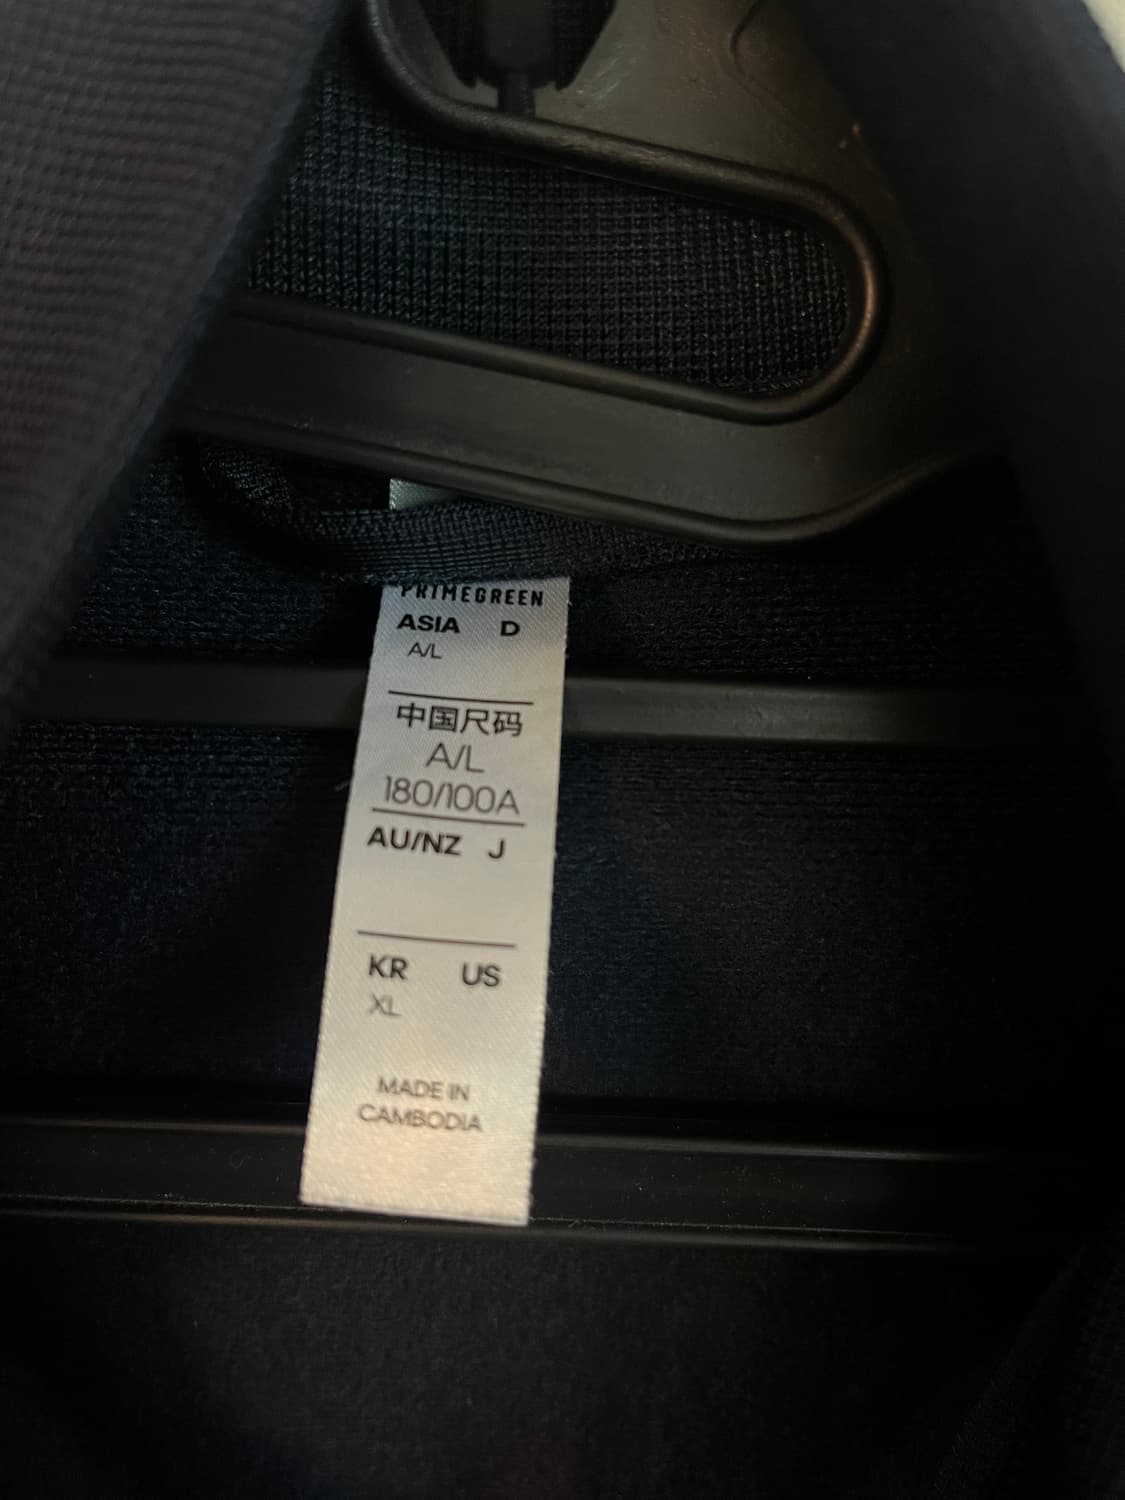 PRIMEGREEN
ASIA D
A/L
中国尺码
A/L
180/100A
AU/NZ J
KR US
XL
MADE IN
CAMBODIA